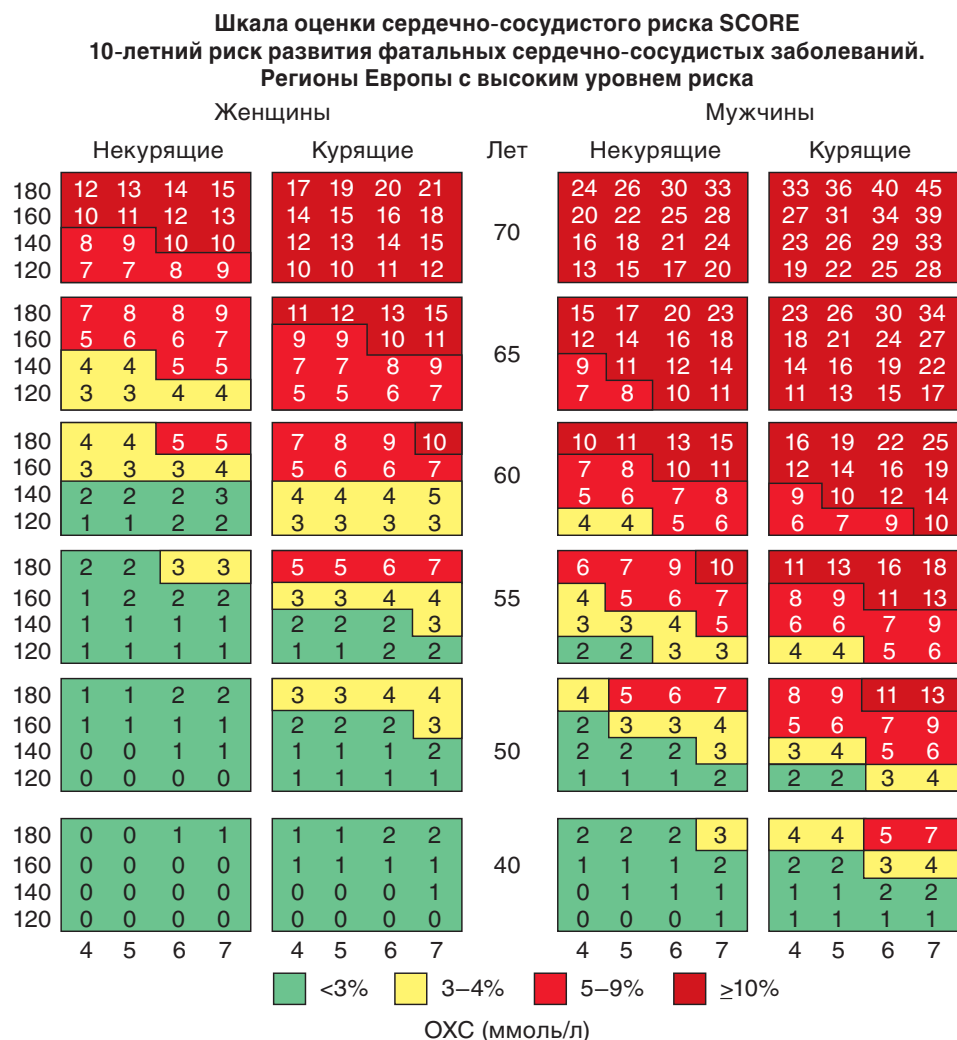 Шкала оценки сердечно-сосудистого риска SCORE
10-летний риск развития фатальных сердечно-сосудистых заболеваний.
Регионы Европы с высоким уровнем риска
Женщины Мужчины
Некурящие Курящие Лет Некурящие Курящие
180 12 13 14 15 17 19 20 21 24 26 30 33 33 36 40 45
160 10 11 12 13 14 15 16 18 20 22 25 28 27 31 34 39
70
140 8 9 10 10 12 13 14 15 16 18 21 24 23 26 29 33
120 7 7 8 9 10 10 11 12 13 15 17 20 19 22 25 28
180 7 8 8 9 11 12 13 15 15 17 20 23 23 26 30 34
160 5 6 6 7 9 9 10 11 12 14 16 18 18 21 24 27
65
140 4 4 5 5 7 7 8 9 9 11 12 14 14 16 19 22
120 3 3 4 4 5 5 6 7 7 8 10 11 11 13 15 17
180 4 4 5 5 7 8 9 10 10 11 13 15 16 19 22 25
160 3 3 3 4 5 6 6 7 7 8 10 11 12 14 16 19
60
140 2 2 2 3 4 4 4 5 5 6 7 8 9 10 12 14
120 1 1 2 2 3 3 3 3 4 4 5 6 6 7 9 10
180 2 2 3 3 5 5 6 7 6 7 9 10 11 13 16 18
160 1 2 2 2 3 3 4 4 55 4 5 6 7 8 9 11 13
140 1 1 1 1 2 2 2 3 3 3 4 5 6 6 7 9
120 1 1 1 1 1 1 2 2 2 2 3 3 4 4 5 6
180 1 1 2 2 3 3 4 4 4 5 6 7 8 9 11 13
160 1 1 1 1 2 2 2 3 2 3 3 4 5 6 7 9
140 0 0 1 1 1 1 1 2 50 2 2 2 3 3 4 5 6
120 0 0 0 0 1 1 1 1 1 1 1 2 2 2 3 4
180 0 0 1 1 1 1 2 2 2 2 2 3 4 4 5 7
160 0 0 0 0 1 1 1 1 40 1 1 1 2 2 2 3 4
140 0 0 0 0 0 0 0 1 0 1 1 1 1 1 2 2
120 0 0 0 0 0 0 0 0 0 0 0 1 1 1 1 1
4 5 6 7 4 5 6 7 4 5 6 7 4 5 6 7
<3% 3–4% 5–9% ≥10%
ОХС (ммоль/л)